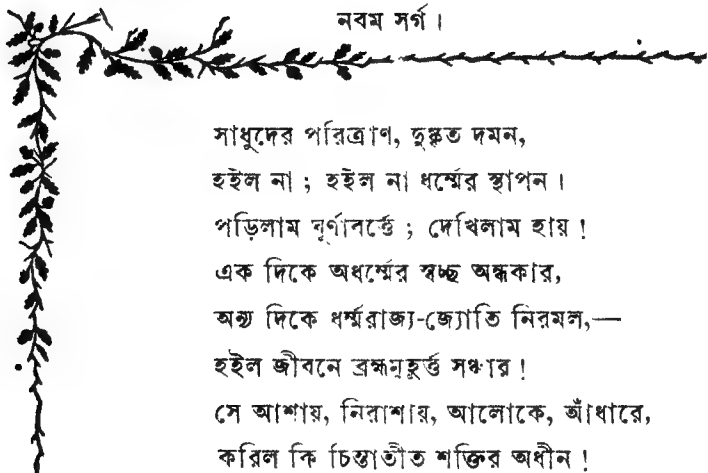 নবম সর্গ।
সাধুদের পরিত্রাণ, দুষ্কৃত দমন,
হইল না ; হইল না ধর্ম্মের স্থাপন।
পড়িলাম ঘূর্ণাবর্ত্তে ; দেখিলাম হায় !
এক দিকে অধর্ম্মের স্বচ্ছ অন্ধকার,
অন্য দিকে ধর্ম্মরাজ্য-জ্যোতি নিরমল,—
হইল জীবনে ব্রহ্মমুহূর্ত্ত সঞ্চার !
সে আশায়, নিরাশায়, আলোকে, আঁধারে,
করিল কি চিন্তাতীত শক্তির অধীন !